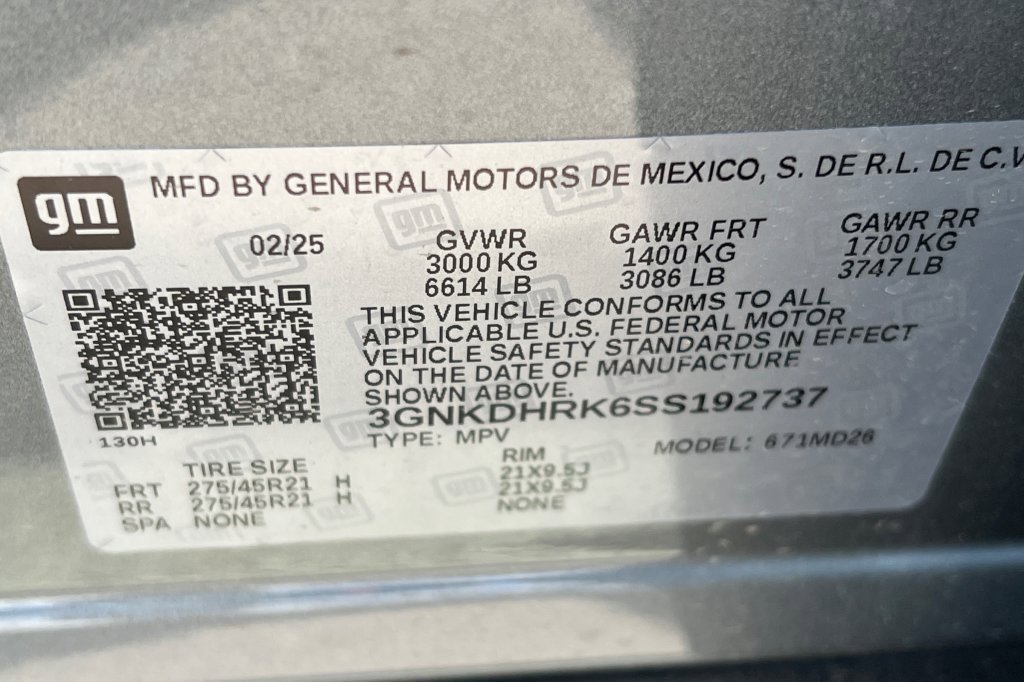 gm
MFD BY GENERAL MOTORS DE MEXICO, S. DE R.L. DE C.V
02/25
GVWR
3000 KG
6614 LB
GAWR FRT
1400 KG
3086 LB
GAWR RR
1700 KG
3747 LB
THIS VEHICLE CONFORMS TO ALL
APPLICABLE U.S. FEDERAL MOTOR
VEHICLE SAFETY STANDARDS IN EFFECT
ON THE DATE OF MANUFACTURE
SHOWN ABOVE.
3GNKDHRK6SS192737
TYPE: MPV MODEL: 671MD26
130H
TIRE SIZE RIM
FRT 275/45R21 H 21X9.5J
RR 275/45R21 H 21X9.5J
SPA NONE NONE